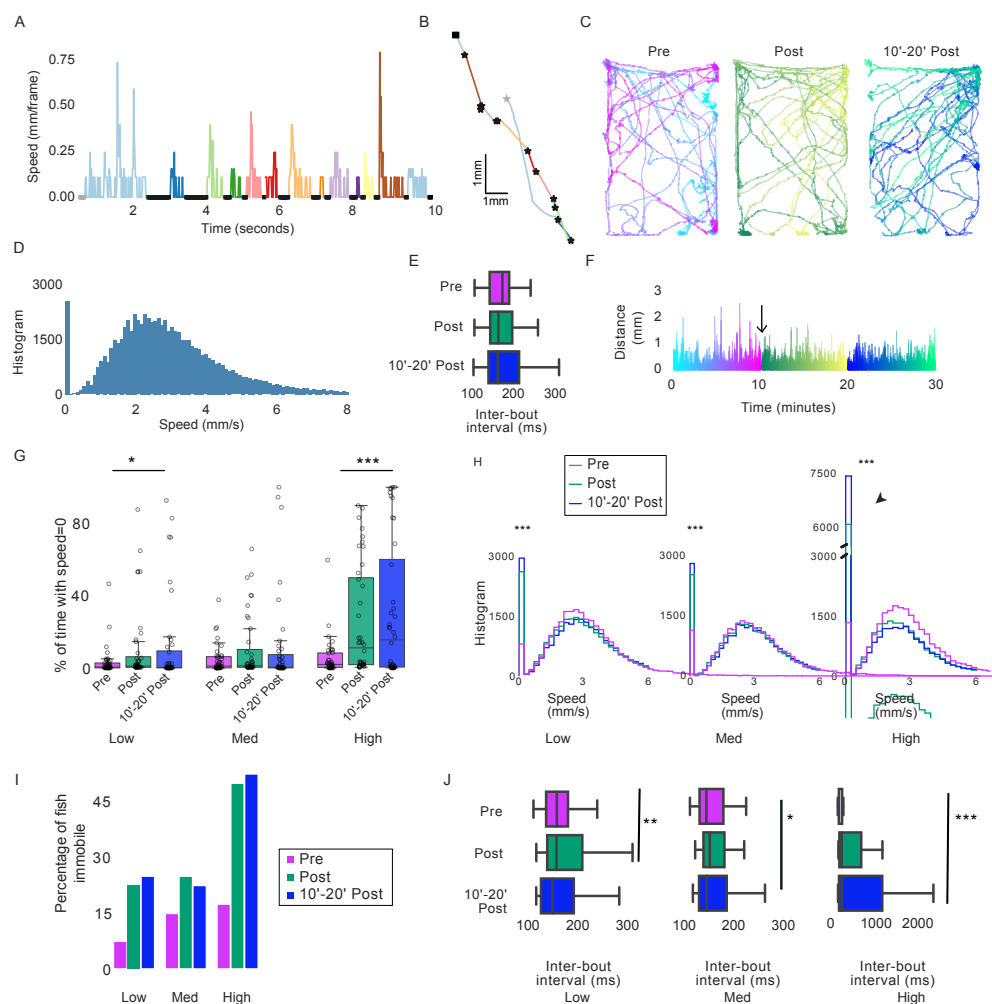 A
Speed (mm/frame)
0.75
0.50
0.25
0.00
0
2
4
6
8
10
Time (seconds)
B
1mm
1mm
C
Pre
Post
10'-20' Post
D
Histogram
3000
1500
0
0
2
4
6
8
Speed (mm/s)
E
Pre
Post
10'-20' Post
100
200
300
Inter-bout
interval (ms)
F
Distance
(mm)
3
2
1
0
0
10
20
30
Time (minutes)
G
% of time with speed=0
80
40
0
*
***
Pre
Post
10'-20' Post
Pre
Post
10'-20' Post
Pre
Post
10'-20' Post
Low
Med
High
H
Pre
Post
10'-20' Post
Histogram
***
3000
1500
0
0
3
6
Speed
(mm/s)
Low
***
3000
1500
0
0
3
6
Speed
(mm/s)
Med
***
7500
6000
3000
1500
0
0
3
6
Speed
(mm/s)
High
I
Percentage of fish
immobile
45
30
15
0
Low
Med
High
Pre
Post
10'-20' Post
J
Pre
Post
10'-20'
Post
**
100
200
300
Inter-bout
interval (ms)
Low
*
100
200
300
Inter-bout
interval (ms)
Med
***
0
1000
2000
Inter-bout
interval (ms)
High